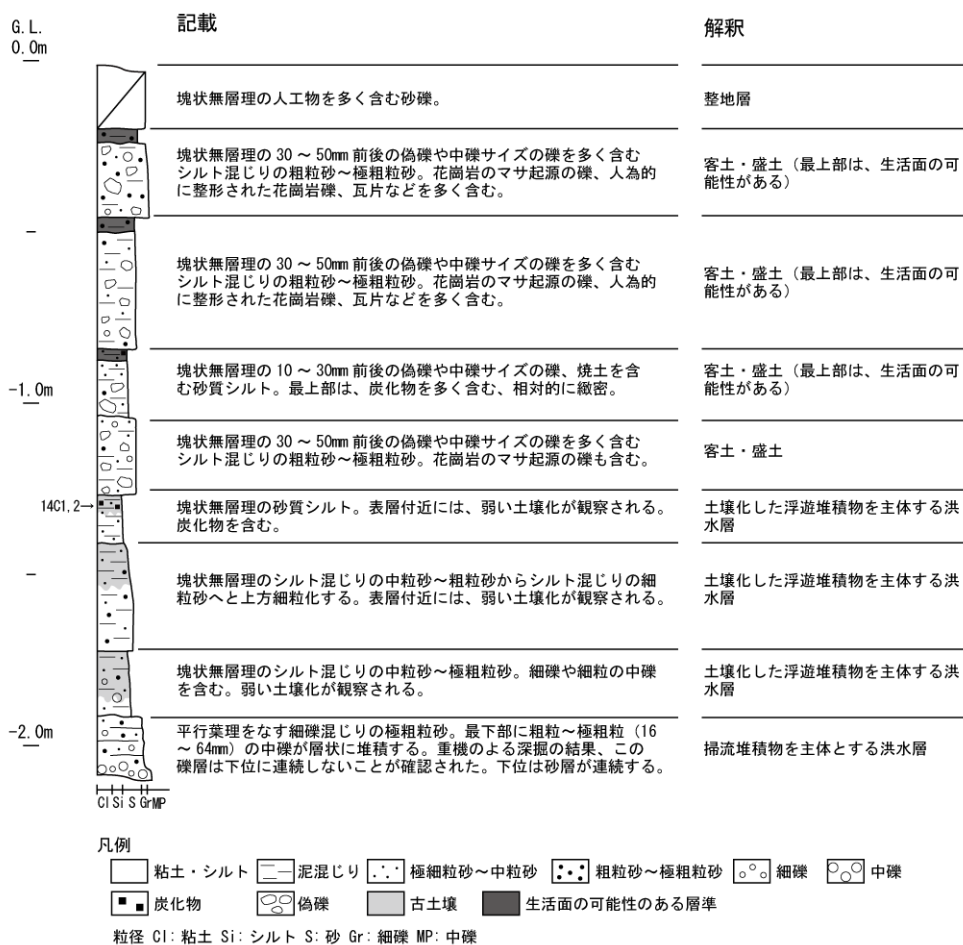 G.L.
0.0m
記載
解釈
塊状無層理の人工物を多く含む砂礫。
整地層
塊状無層理の 30 ～ 50mm 前後の偽礫や中礫サイズの礫を多く含む
シルト混じりの粗粒砂～極粗粒砂。花崗岩のマサ起源の礫、人為的
に整形された花崗岩礫、瓦片などを多く含む。
客土・盛土（最上部は、生活面の可
能性がある）
塊状無層理の 30 ～ 50mm 前後の偽礫や中礫サイズの礫を多く含む
シルト混じりの粗粒砂～極粗粒砂。花崗岩のマサ起源の礫、人為的
に整形された花崗岩礫、瓦片などを多く含む。
客土・盛土（最上部は、生活面の可
能性がある）
-1.0m
塊状無層理の 10 ～ 30mm 前後偽礫や中礫サイズの礫、焼土を含
む砂質シルト。最上部は、炭化物を多く含む、相対的に緻密。
客土・盛土（最上部は、生活面の可
能性がある）
塊状無層理の 30 ～ 50mm 前後の偽礫や中礫サイズの礫を多く含む
シルト混じりの粗粒砂～極粗粒砂。花崗岩のマサ起源の礫も含む。
客土・盛土
14C1,2→
塊状無層理の砂質シルト。表層付近には、弱い土壌化が観察される。
炭化物を含む。
土壌化した浮遊堆積物を主体する洪
水層
塊状無層理のシルト混じりの中粒砂～粗粒砂からシルト混じりの細
粒砂へと上方細粒化する。表層付近には、弱い土壌化が観察される。
土壌化した浮遊堆積物を主体する洪
水層
塊状無層理のシルト混じりの中粒砂～極粗粒砂。細礫や細粒の中礫
を含む。弱い土壌化が観察される。
土壌化した浮遊堆積物を主体する洪
水層
-2.0m
平行葉理をなす細礫混じりの極粗粒砂。最下部に粗粒～極粗粒（16
～ 64mm）の中礫が層状に堆積する。重機のよる深掘の結果、この
礫層は下位に連続しないことが確認された。下位は砂層が連続する。
掃流堆積物を主体とする洪水層
Cl Si S GrMP
凡例
粘土・シルト 泥混じり 極細粒砂～中粒砂 粗粒砂～極粗粒砂 細礫 中礫
炭化物 偽礫 古土壌 生活面の可能性のある層準
粒径 Cl: 粘土 Si: シルト S: 砂 Gr: 細礫 MP: 中礫